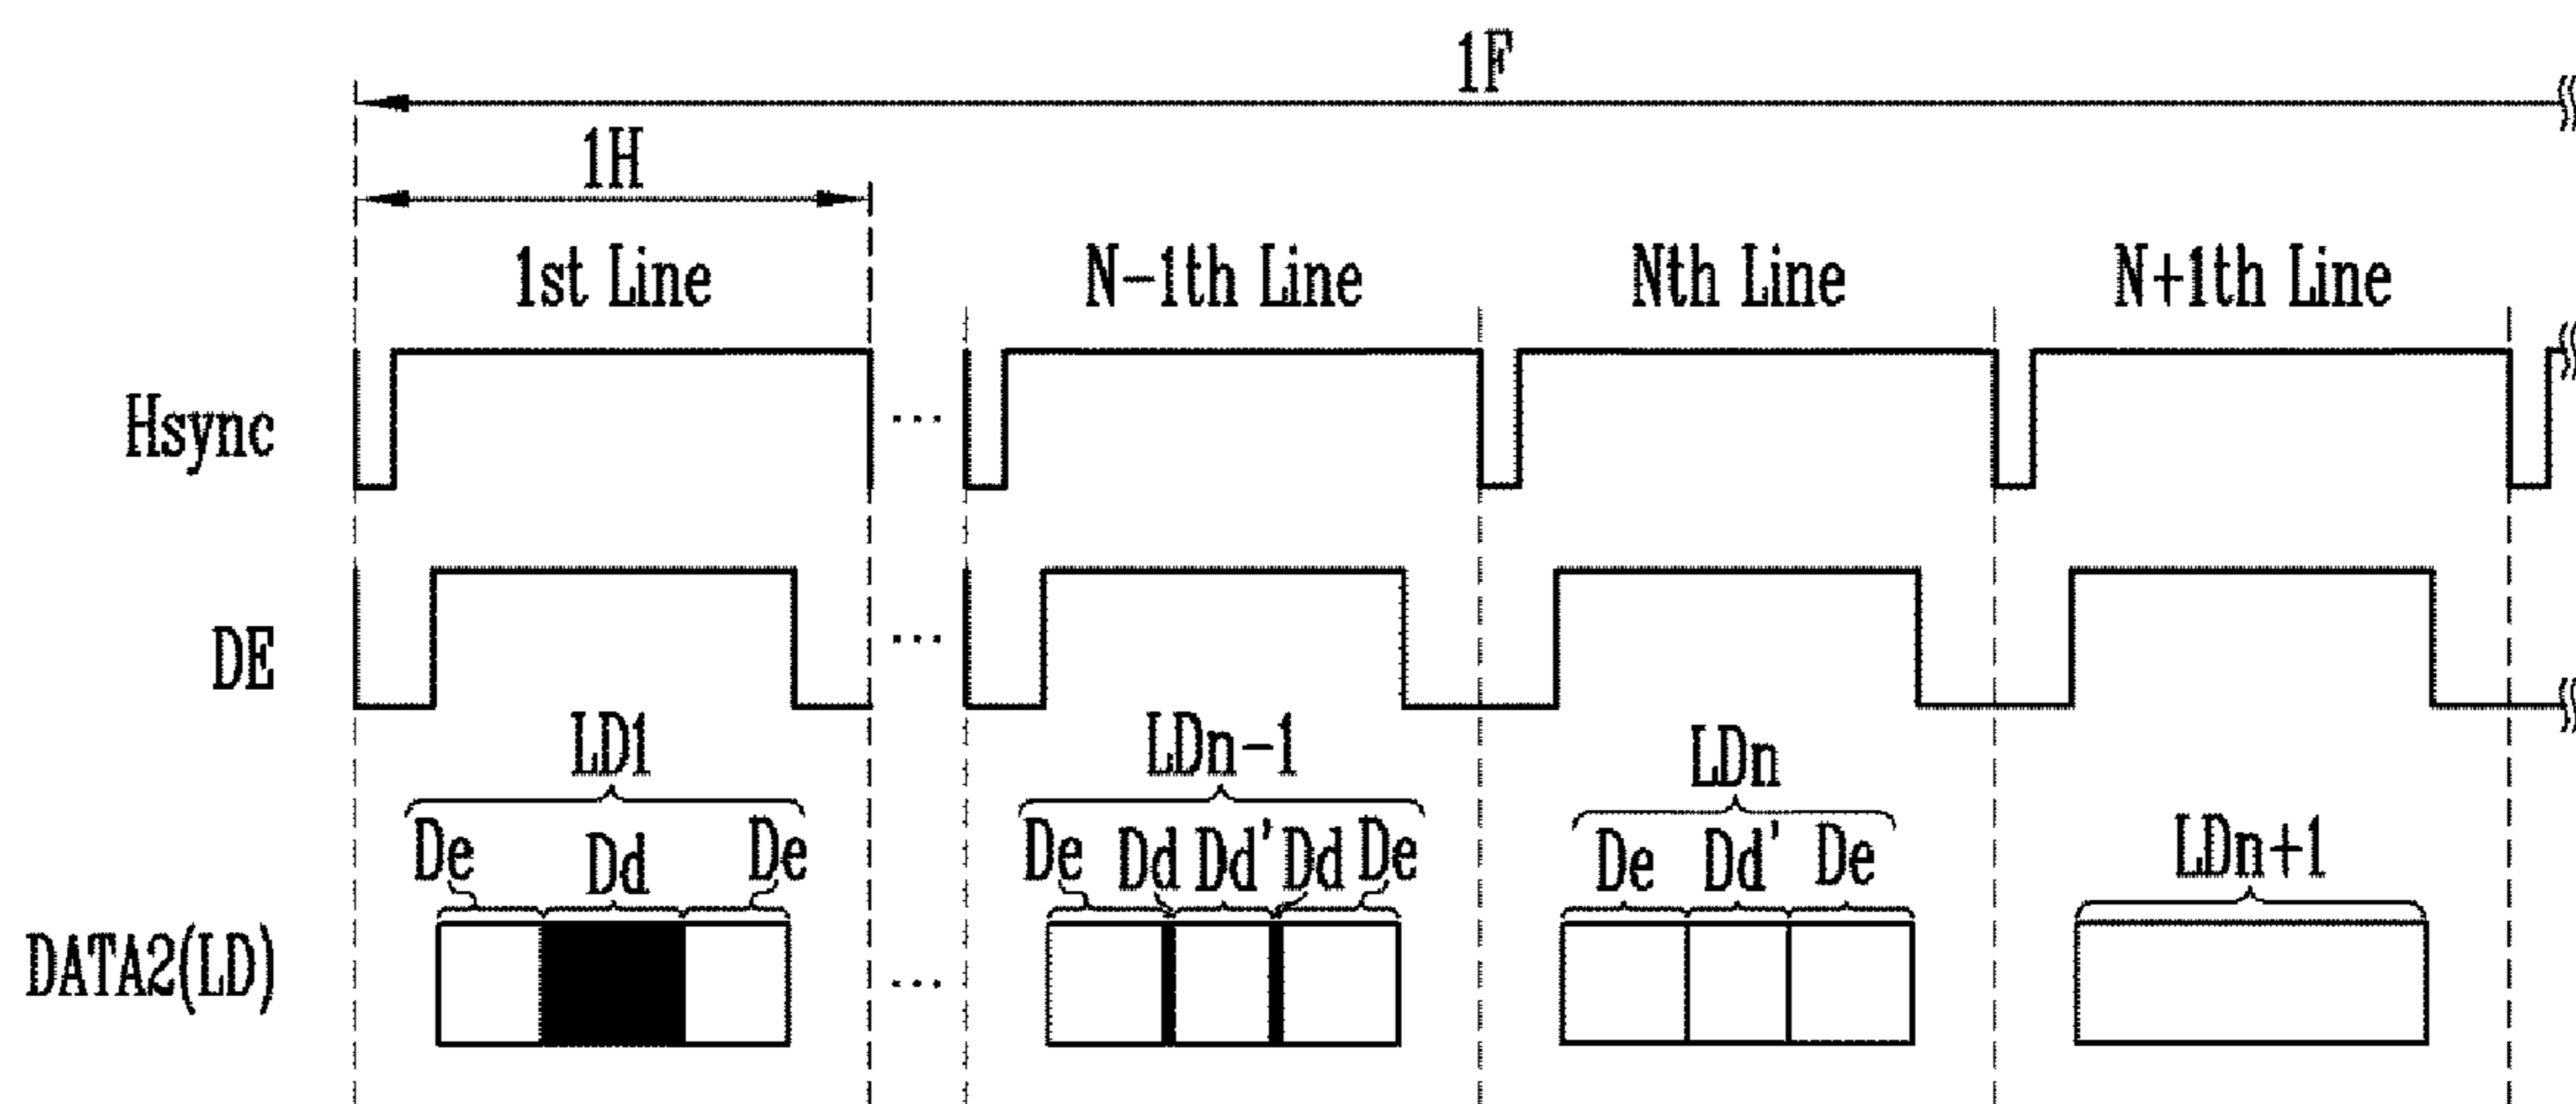 1F
1H
1st Line N-1th Line Nth Line N+1th Line
Hsync ...
DE ...
LD1 LDn-1 LDn LDn+1
De Dd De De Dd Dd' Dd De De Dd' De
DATA2(LD) ...